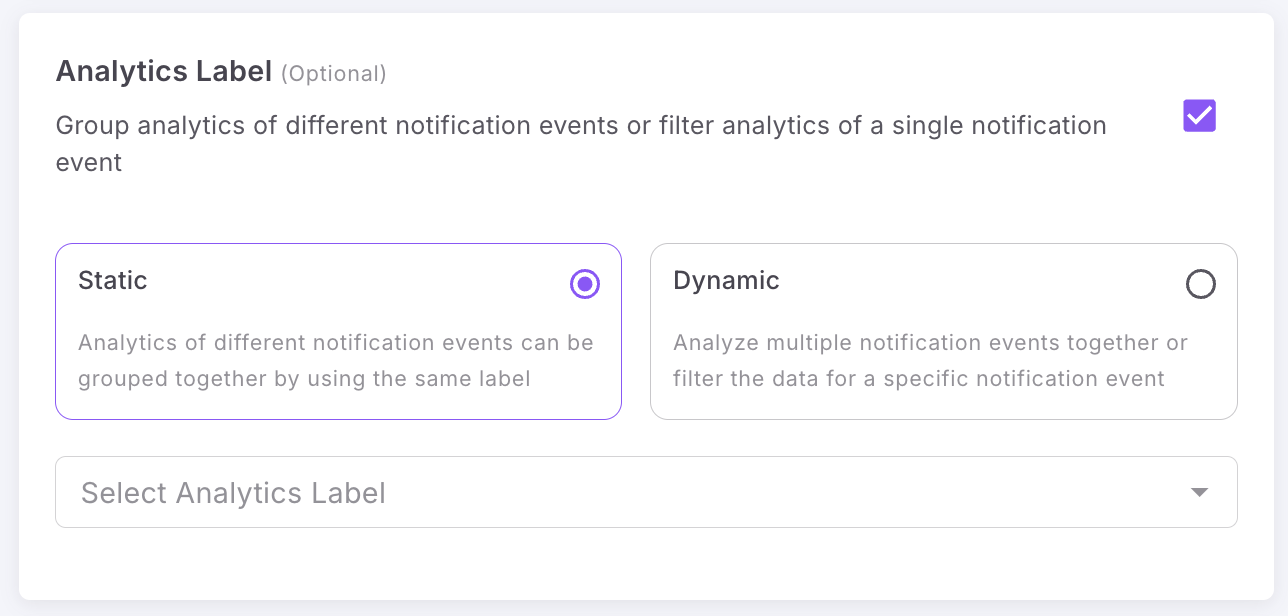 Analytics Label (Optional)
Group analytics of different notification events or filter analytics of a single notification
event
Static
Analytics of different notification events can be
grouped together by using the same label
Dynamic
Analyze multiple notification events together or
filter the data for a specific notification event
Select Analytics Label